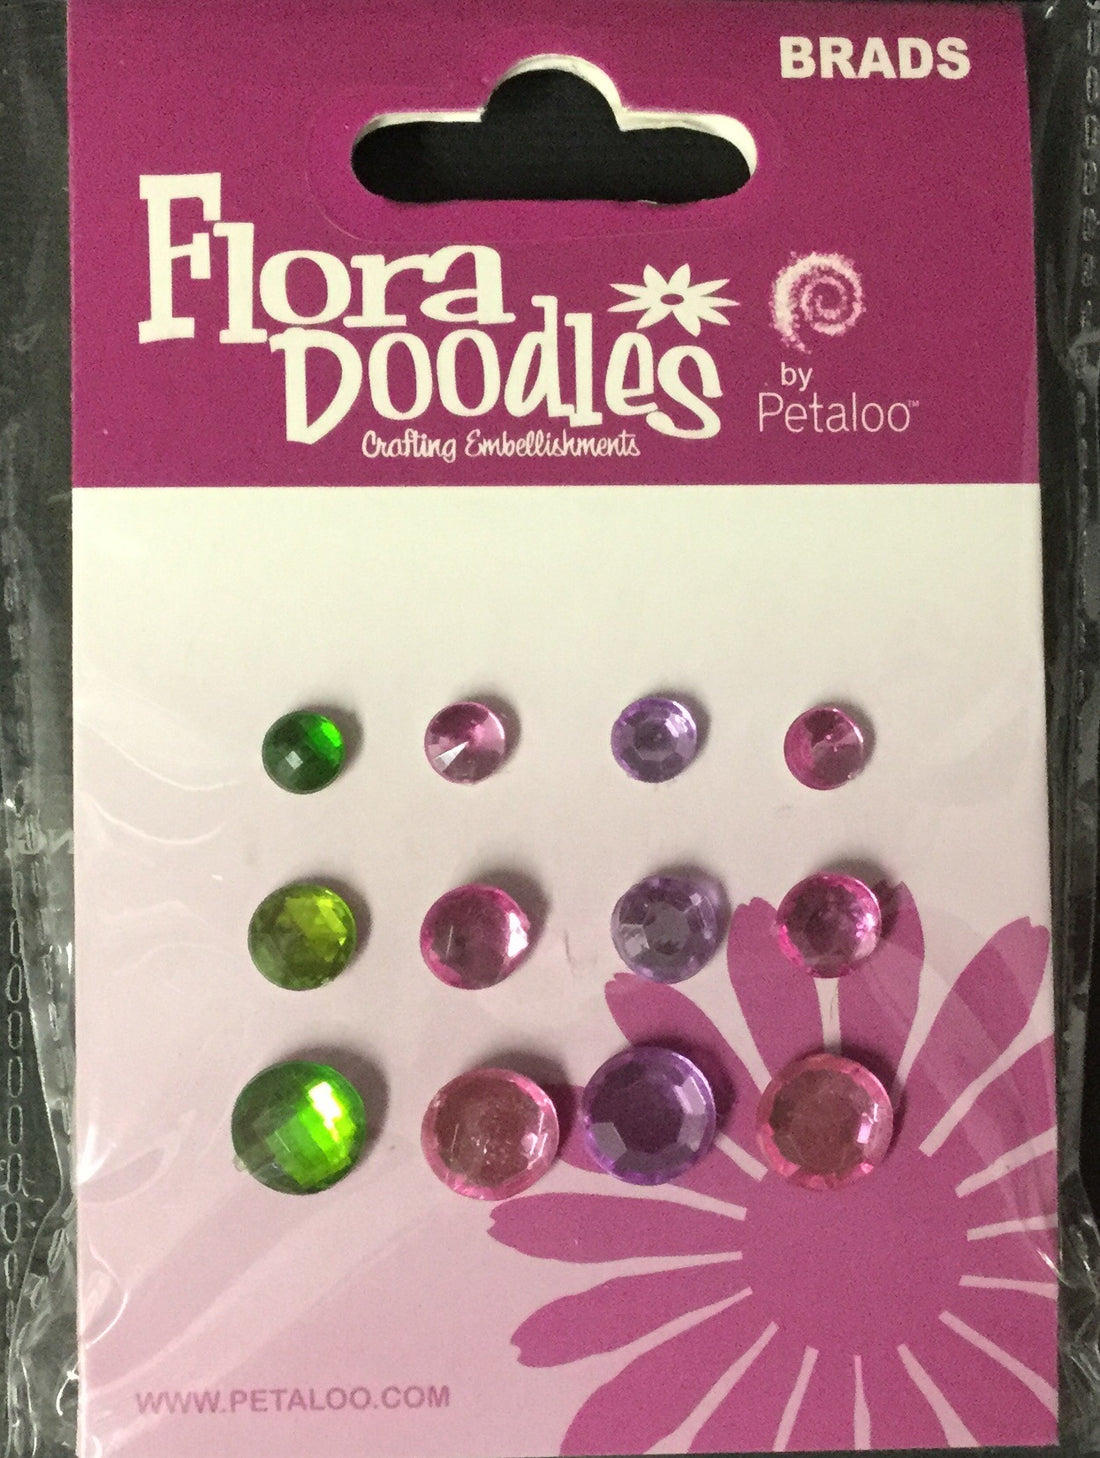 BRADS
Flora
Doodles
Crafting Embellishments
by
Petaloo™
WWW.PETALOO.COM